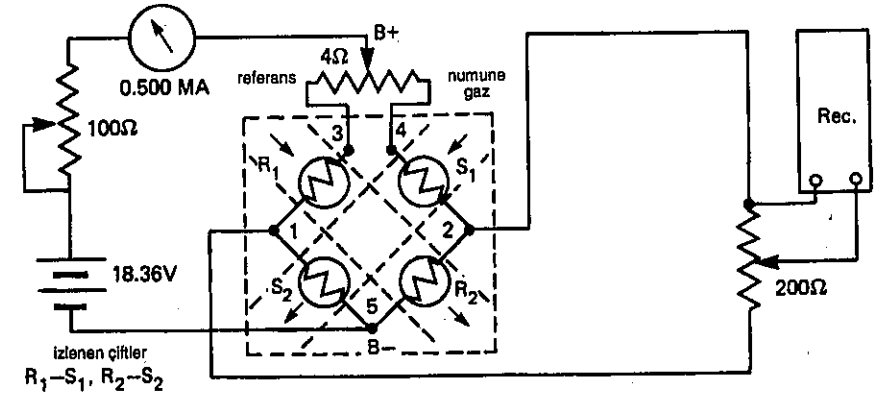 B+
4Ω
0.500 MA
referans
numune
gaz
100Ω
3
4
R₁
S₁
Rec.
1
2
18.36V
S₂
5
R₂
200Ω
B−
izlenen çiftler
R₁–S₁, R₂–S₂